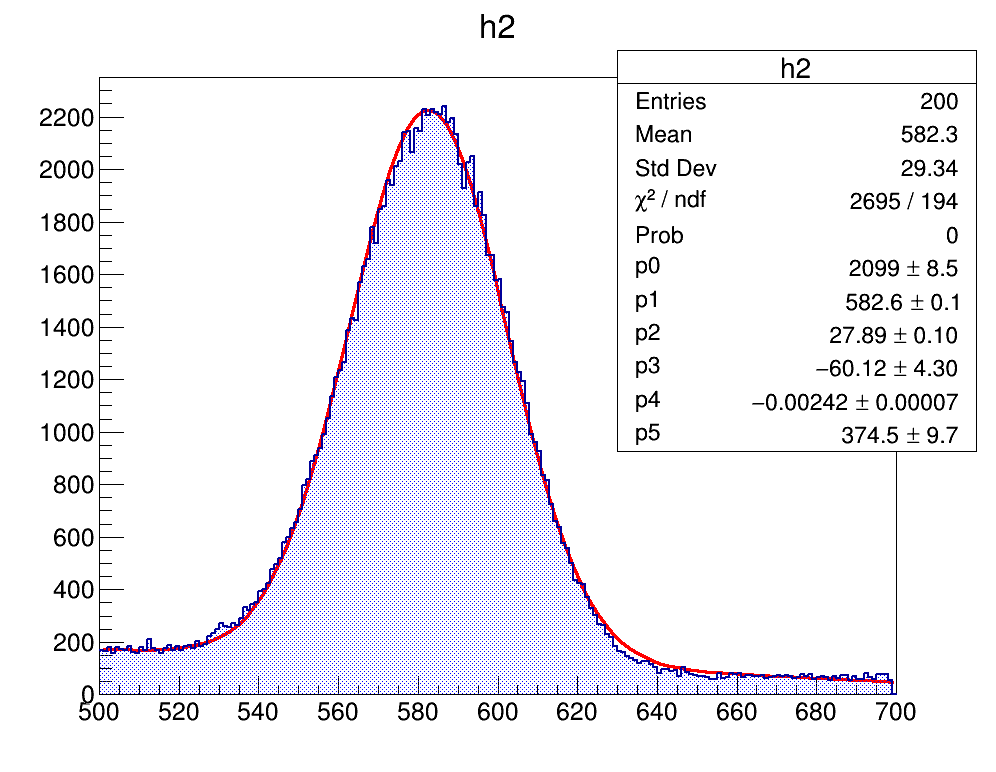 h2
h2
Entries 200
Mean 582.3
Std Dev 29.34
χ² / ndf 2695 / 194
Prob 0
p0 2099 ± 8.5
p1 582.6 ± 0.1
p2 27.89 ± 0.10
p3 −60.12 ± 4.30
p4 −0.00242 ± 0.00007
p5 374.5 ± 9.7
2200
2000
1800
1600
1400
1200
1000
800
600
400
200
0
500 520 540 560 580 600 620 640 660 680 700